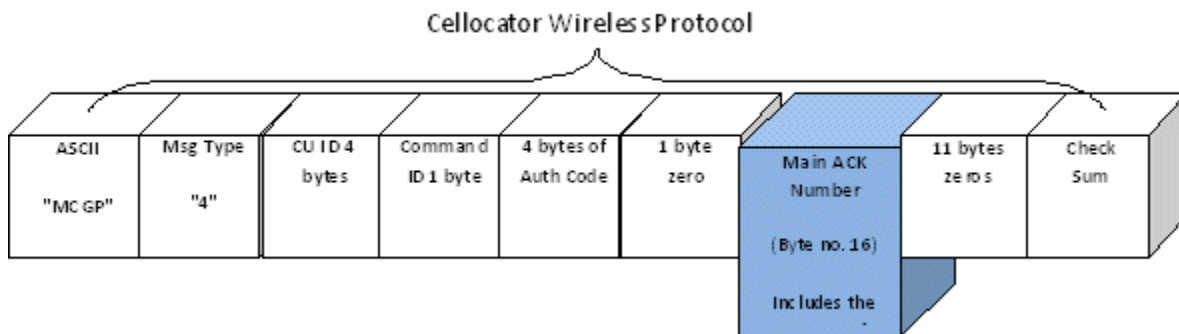 Cellocator Wireless Protocol
ASCII
"MCGP"
Msg Type
"4"
CU ID 4
bytes
Command
ID 1 byte
4 bytes of
Auth Code
1 byte
zero
Main ACK
Number
(Byte no. 16)
Includes the
11 bytes
zeros
Check
Sum